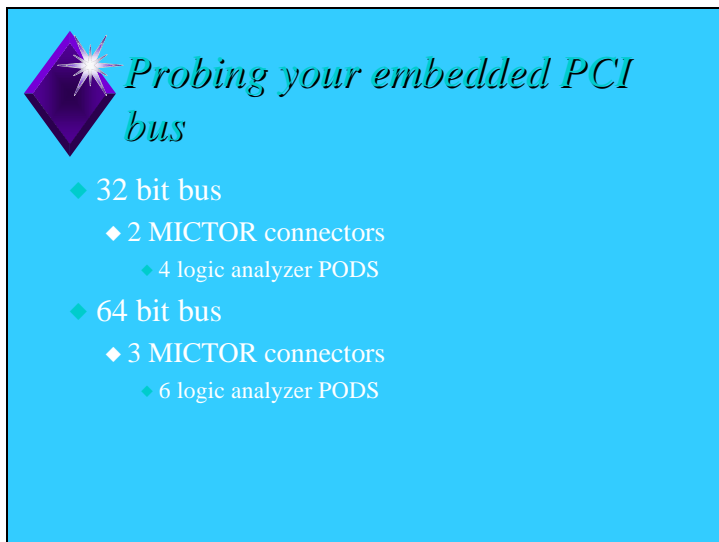 Probing your embedded PCI
bus
32 bit bus
2 MICTOR connectors
4 logic analyzer PODS
64 bit bus
3 MICTOR connectors
6 logic analyzer PODS